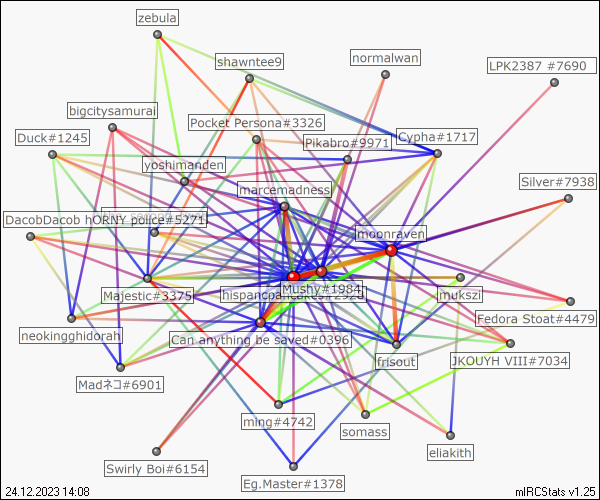 zebula
shawntee9
normalwan
LPK2387 #7690
bigcitysamurai
Pocket Persona#3326
Duck#1245
Pikabro#9971
Cypha#1717
yoshimanden
Silver#7938
marcemadness
DacobDacob hORNY police#5271
moonraven
Mushy#1984
Majestic#3375
mukszi
Fedora Stoat#4479
neokingghidorah
Can anything be saved#0396
frisout
JKOUYH VIII#7034
Madネコ#6901
ming#4742
somass
eliakith
Swirly Boi#6154
Eg.Master#1378
24.12.2023 14:08
mIRCStats v1.25